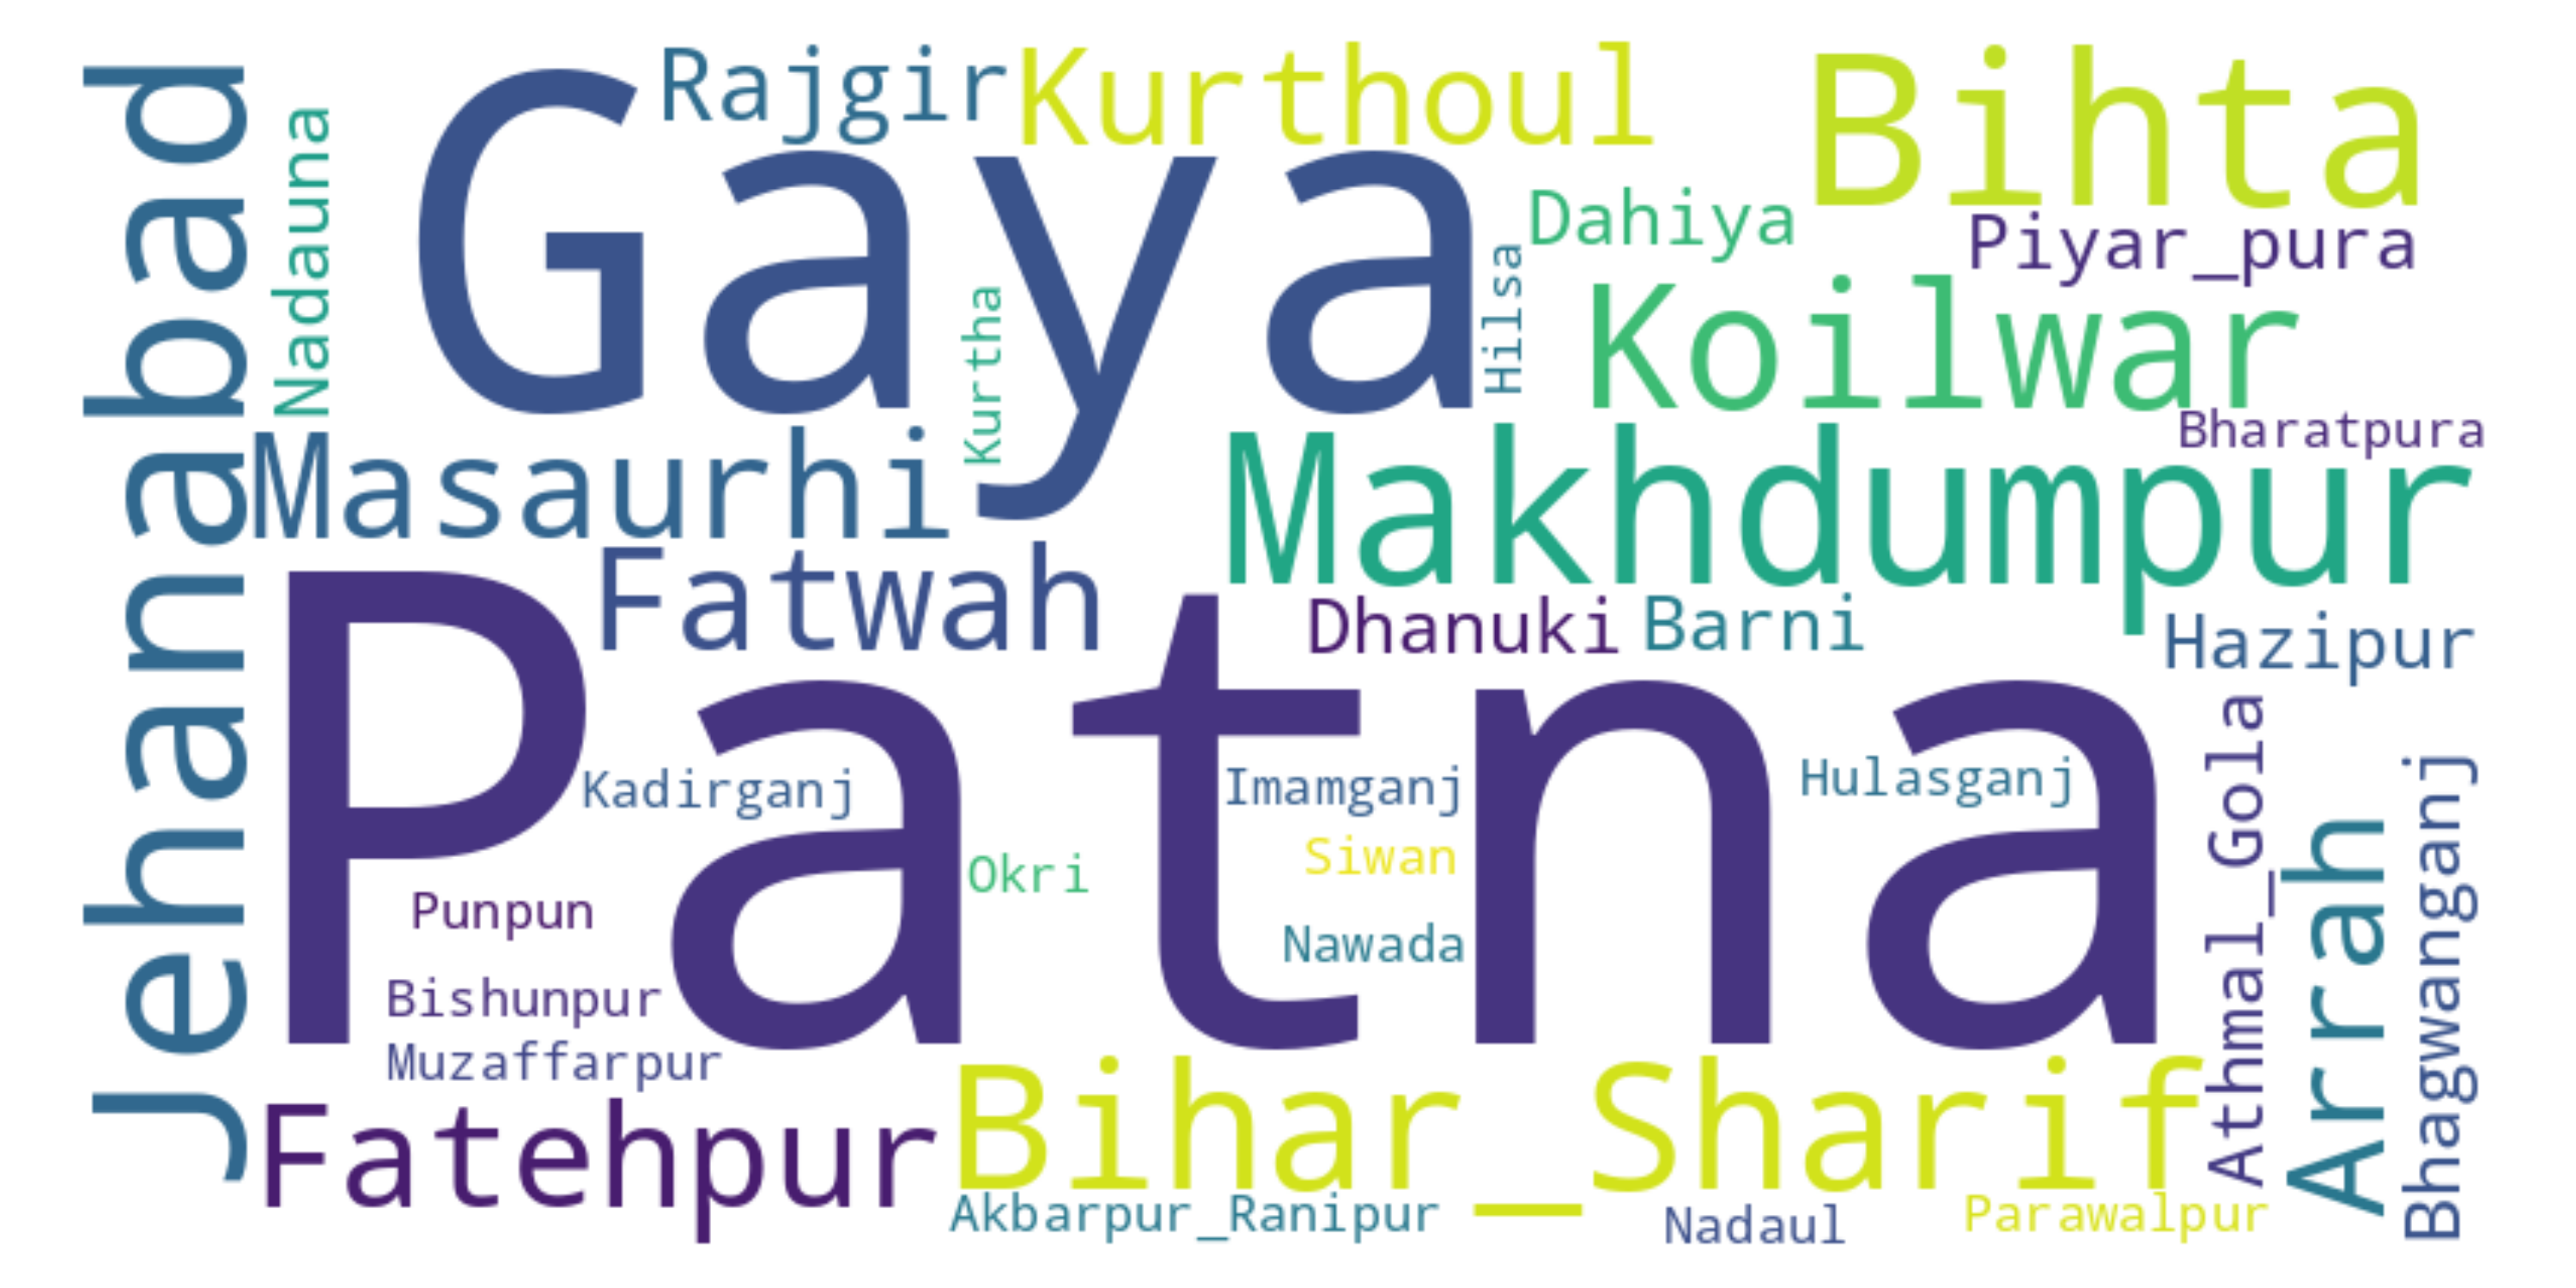 Rajgir
Kurthoul
Bihta
Jehanabad
Nadauna
Gaya
Dahiya
Piyar_pura
Hilsa
Kurtha
Koilwar
Bharatpura
Masaurhi
Makhdumpur
Fatwah
Dhanuki
Barni
Hazipur
Patna
Kadirganj
Imamganj
Hulasganj
Siwan
Okri
Punpun
Nawada
Bishunpur
Muzaffarpur
Athmal_Gola
Arrah
Bhagwanganj
Fatehpur
Bihar_Sharif
Akbarpur_Ranipur
Nadaul
Parawalpur